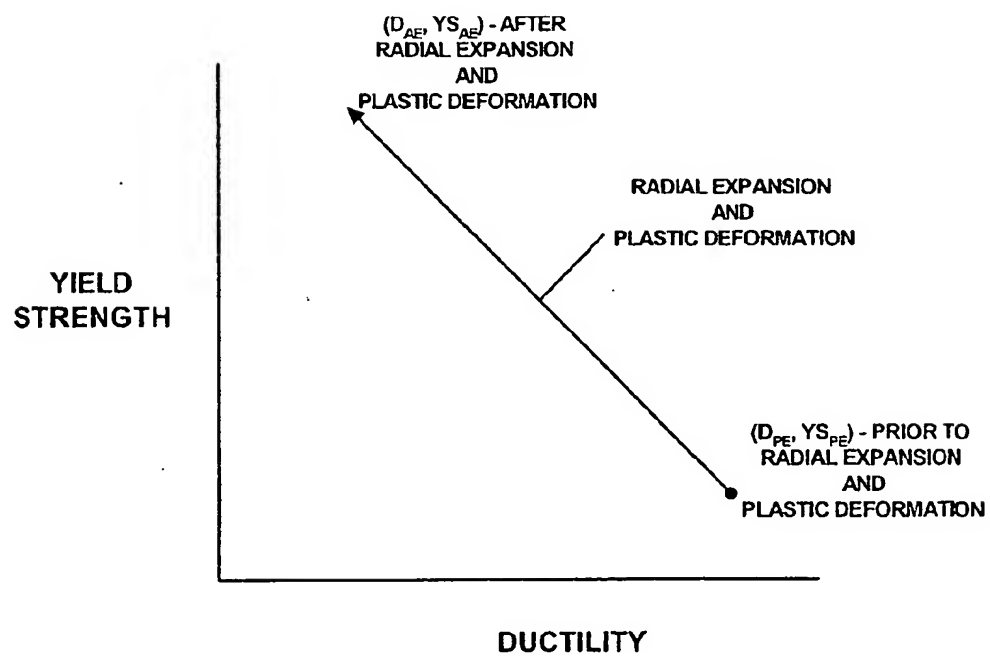 (D_AE, YS_AE) - AFTER
RADIAL EXPANSION
AND
PLASTIC DEFORMATION
RADIAL EXPANSION
AND
PLASTIC DEFORMATION
YIELD
STRENGTH
(D_PE, YS_PE) - PRIOR TO
RADIAL EXPANSION
AND
PLASTIC DEFORMATION
DUCTILITY